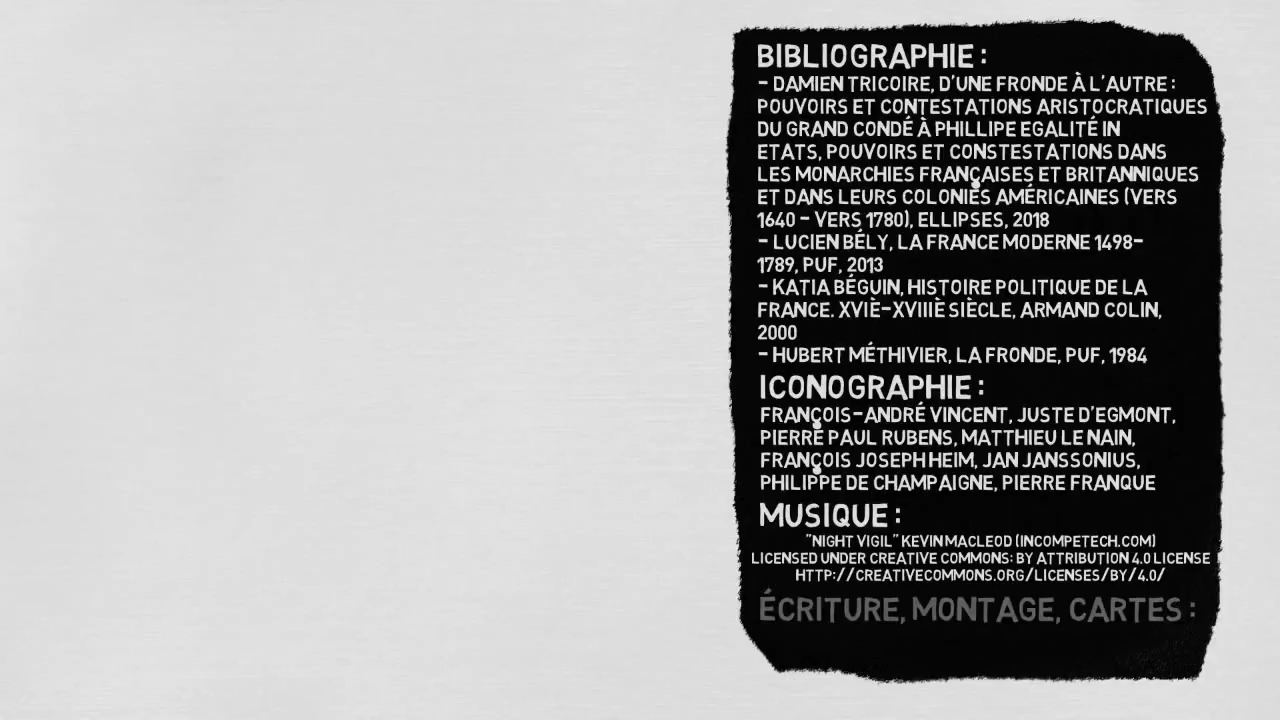 BIBLIOGRAPHIE :
- DAMIEN TRICOIRE, D'UNE FRONDE À L'AUTRE :
POUVOIRS ET CONTESTATIONS ARISTOCRATIQUES
DU GRAND CONDÉ À PHILLIPE EGALITÉ IN
ETATS, POUVOIRS ET CONSTESTATIONS DANS
LES MONARCHIES FRANÇAISES ET BRITANNIQUES
ET DANS LEURS COLONIES AMÉRICAINES (VERS
1640 - VERS 1780), ELLIPSES, 2018
- LUCIEN BÉLY, LA FRANCE MODERNE 1498-
1789, PUF, 2013
- KATIA BÉGUIN, HISTOIRE POLITIQUE DE LA
FRANCE. XVIÈ-XVIIIÈ SIÈCLE, ARMAND COLIN,
2000
- HUBERT MÉTHIVIER, LA FRONDE, PUF, 1984
ICONOGRAPHIE :
FRANÇOIS-ANDRÉ VINCENT, JUSTE D'EGMONT,
PIERRE PAUL RUBENS, MATTHIEU LE NAIN,
FRANÇOIS JOSEPH HEIM, JAN JANSSONIUS,
PHILIPPE DE CHAMPAIGNE, PIERRE FRANQUE
MUSIQUE :
"NIGHT VIGIL" KEVIN MACLEOD (INCOMPETECH.COM)
LICENSED UNDER CREATIVE COMMONS: BY ATTRIBUTION 4.0 LICENSE
HTTP://CREATIVECOMMONS.ORG/LICENSES/BY/4.0/
ÉCRITURE, MONTAGE, CARTES :